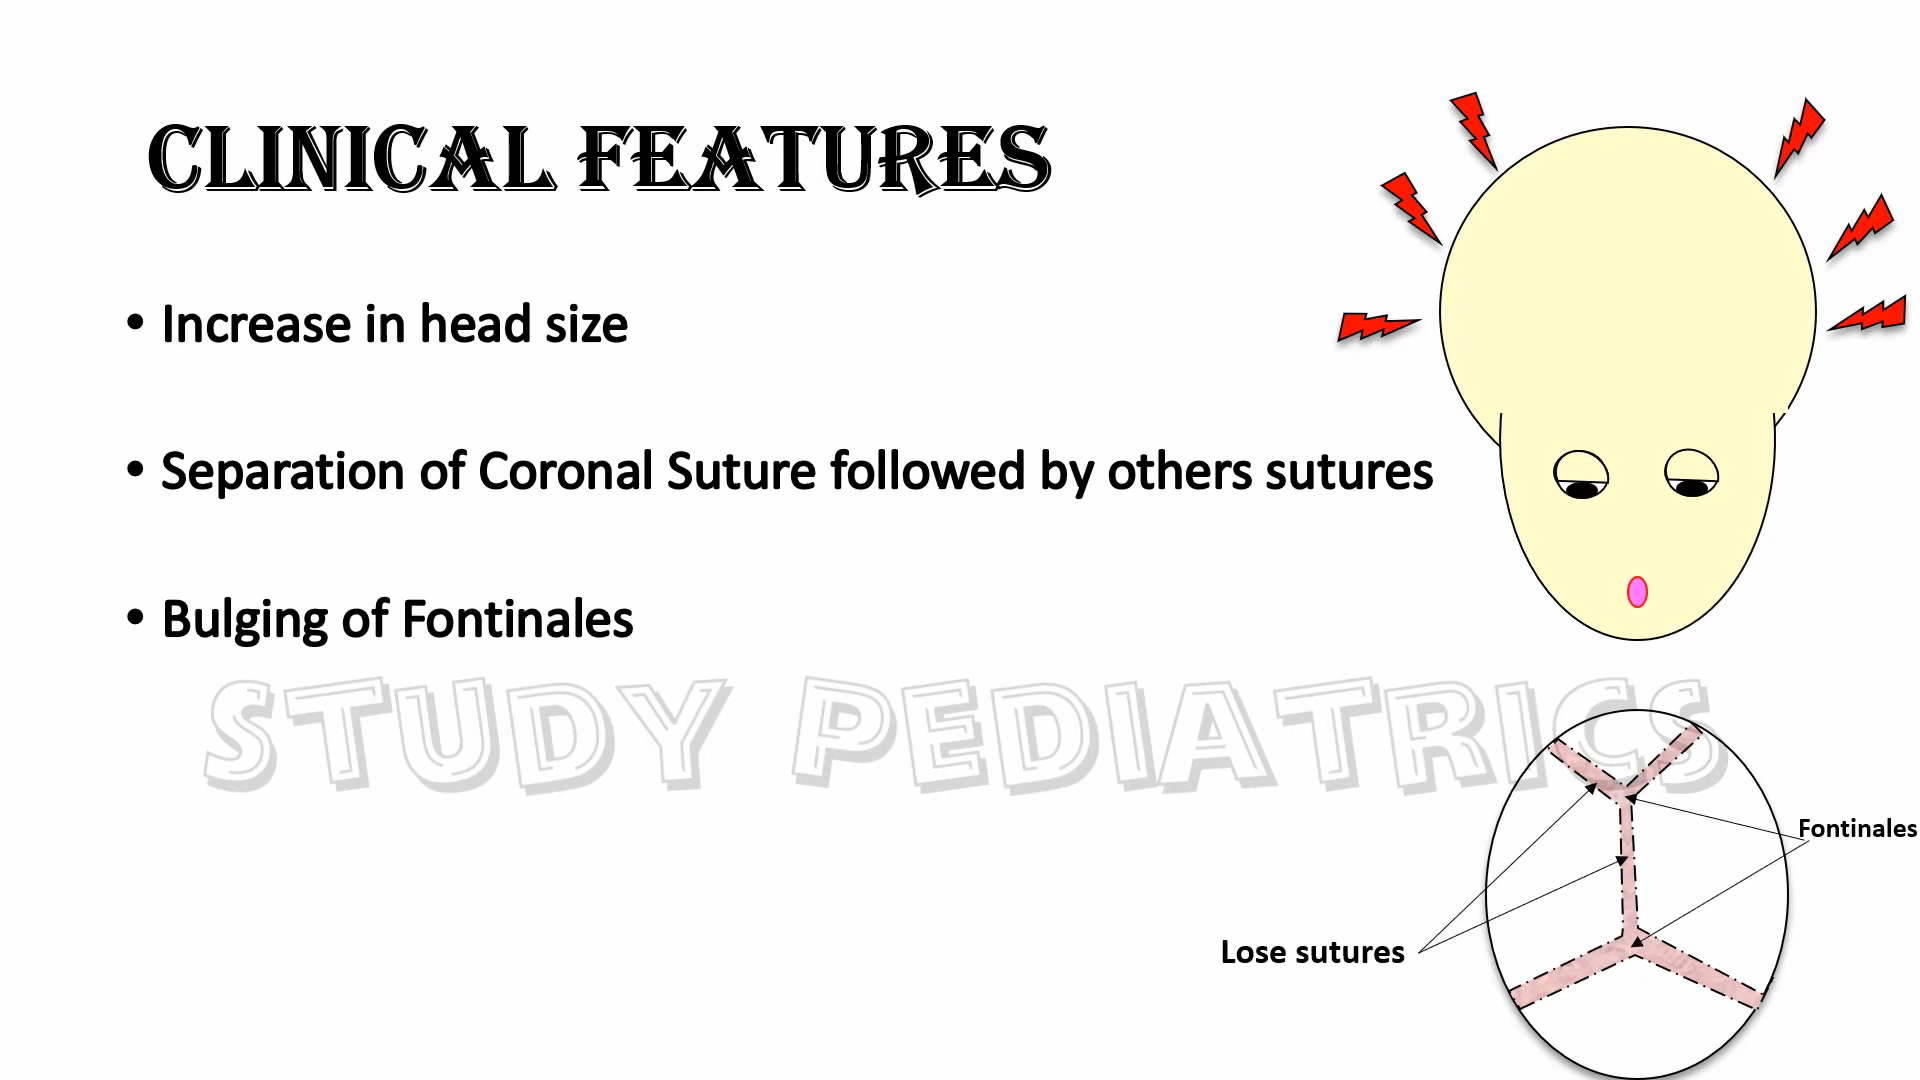 CLINICAL FEATURES
• Increase in head size
• Separation of Coronal Suture followed by others sutures
• Bulging of Fontinales
STUDY PEDIATRICS
Fontinales
Lose sutures